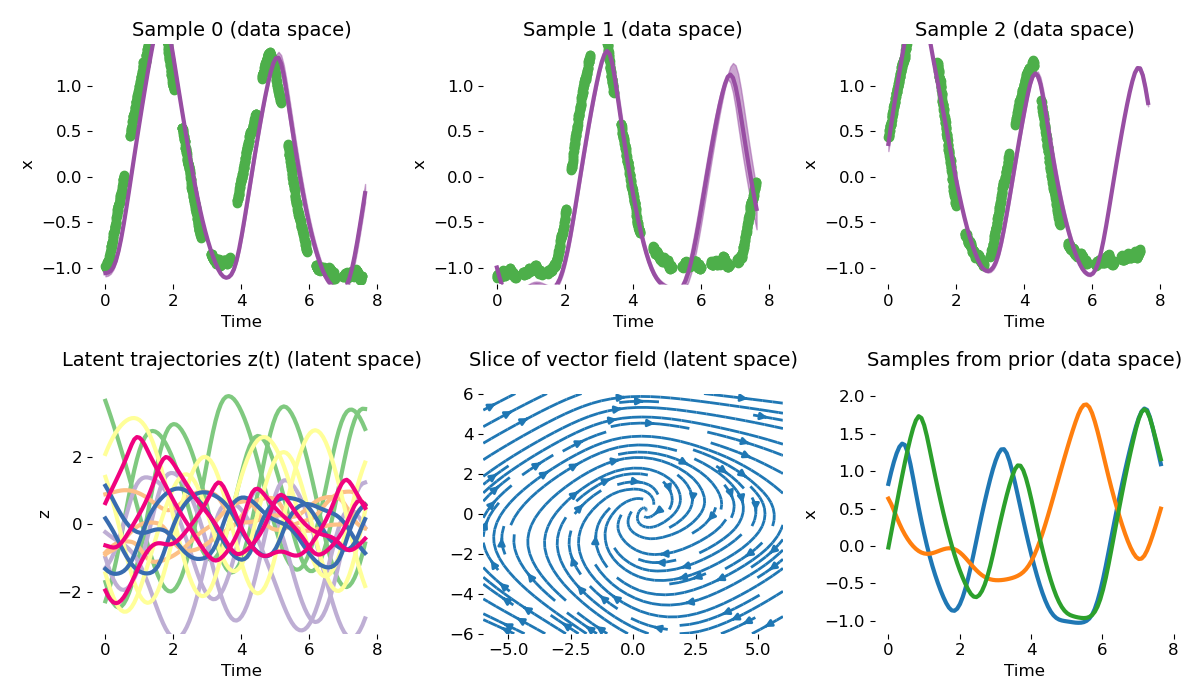 Sample 0 (data space)
Sample 1 (data space)
Sample 2 (data space)
1.0
0.5
0.0
−0.5
−1.0
x
0 2 4 6 8
Time
1.0
0.5
0.0
−0.5
−1.0
x
0 2 4 6 8
Time
1.0
0.5
0.0
−0.5
−1.0
x
0 2 4 6 8
Time
Latent trajectories z(t) (latent space)
Slice of vector field (latent space)
Samples from prior (data space)
2
0
−2
z
0 2 4 6 8
Time
6
4
2
0
−2
−4
−6
−5.0 −2.5 0.0 2.5 5.0
2.0
1.5
1.0
0.5
0.0
−0.5
−1.0
x
0 2 4 6 8
Time